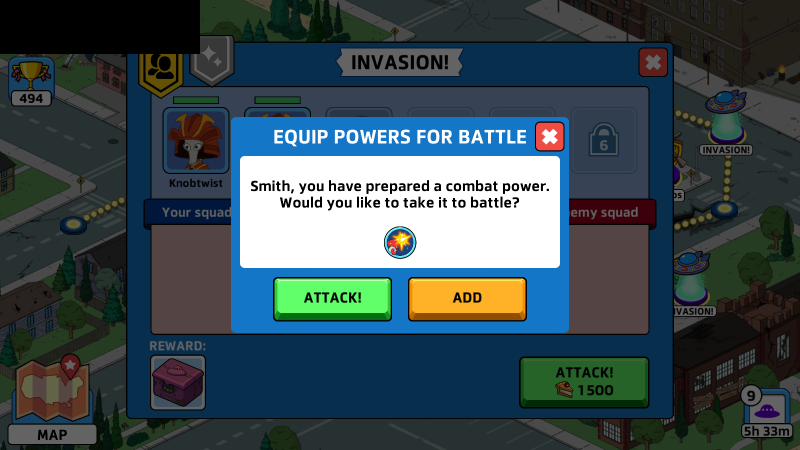 INVASION!
494
Knobtwist
6
INVASION!
EQUIP POWERS FOR BATTLE
Smith, you have prepared a combat power.
Would you like to take it to battle?
ATTACK!
ADD
Your squad
emy squad
INVASION!
REWARD:
ATTACK!
1500
MAP
9
5h 33m